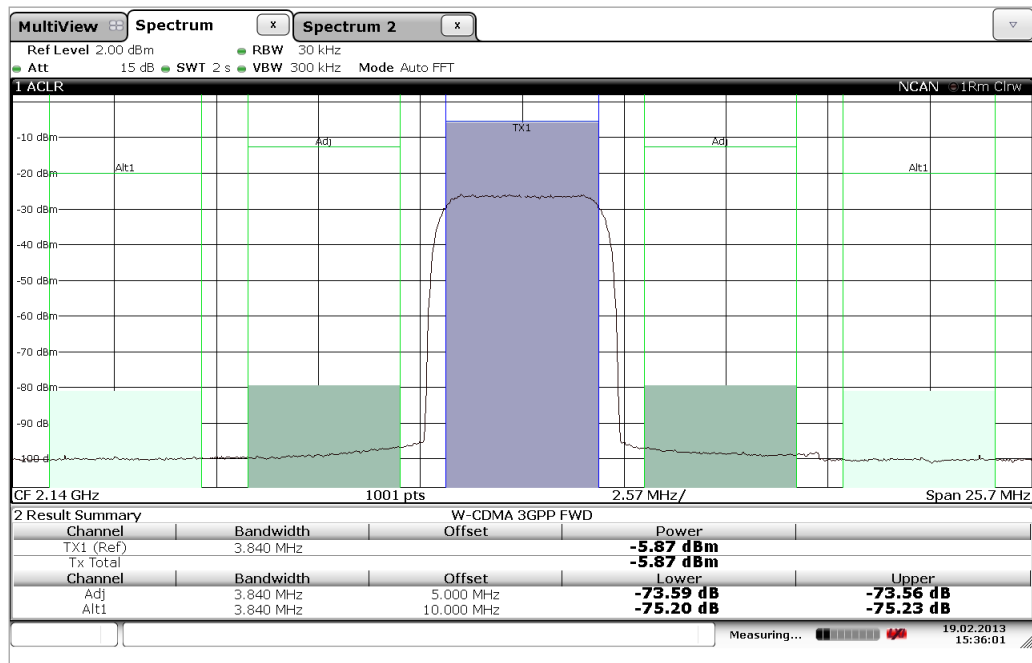 MultiView Spectrum x Spectrum 2 x
Ref Level 2.00 dBm RBW 30 kHz
Att 15 dB SWT 2 s VBW 300 kHz Mode Auto FFT
1 ACLR NCAN 1Rm Clrw
TX1
-10 dBm
Adj Adj
Alt1 Alt1
-20 dBm
-30 dBm
-40 dBm
-50 dBm
-60 dBm
-70 dBm
-80 dBm
-90 dB
-100 d
CF 2.14 GHz 1001 pts 2.57 MHz/ Span 25.7 MHz
2 Result Summary W-CDMA 3GPP FWD
Channel Bandwidth Offset Power
TX1 (Ref) 3.840 MHz -5.87 dBm
Tx Total -5.87 dBm
Channel Bandwidth Offset Lower Upper
Adj 3.840 MHz 5.000 MHz -73.59 dB -73.56 dB
Alt1 3.840 MHz 10.000 MHz -75.20 dB -75.23 dB
Measuring... 19.02.2013
15:36:01